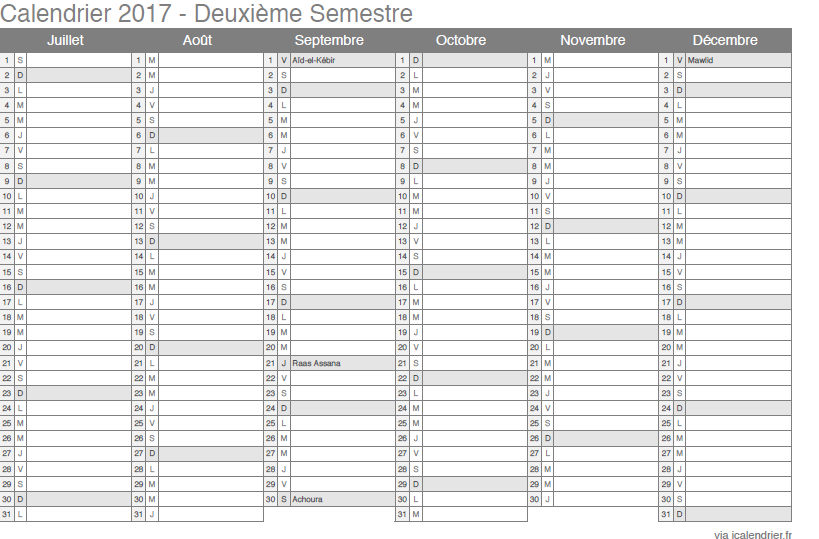 Calendrier 2017 - Deuxième Semestre
Juillet Août Septembre Octobre Novembre Décembre
1 S 1 M 1 V Aïd-el-Kébir 1 D 1 M 1 V Mawlid
2 D 2 M 2 S 2 L 2 J 2 S
3 L 3 J 3 D 3 M 3 V 3 D
4 M 4 V 4 L 4 M 4 S 4 L
5 M 5 S 5 M 5 J 5 D 5 M
6 J 6 D 6 M 6 V 6 L 6 M
7 V 7 L 7 J 7 S 7 M 7 J
8 S 8 M 8 V 8 D 8 M 8 V
9 D 9 M 9 S 9 L 9 J 9 S
10 L 10 J 10 D 10 M 10 V 10 D
11 M 11 V 11 L 11 M 11 S 11 L
12 M 12 S 12 M 12 J 12 D 12 M
13 J 13 D 13 M 13 V 13 L 13 M
14 V 14 L 14 J 14 S 14 M 14 J
15 S 15 M 15 V 15 D 15 M 15 V
16 D 16 M 16 S 16 L 16 J 16 S
17 L 17 J 17 D 17 M 17 V 17 D
18 M 18 V 18 L 18 M 18 S 18 L
19 M 19 S 19 M 19 J 19 D 19 M
20 J 20 D 20 M 20 V 20 L 20 M
21 V 21 L 21 J Raas Assana 21 S 21 M 21 J
22 S 22 M 22 V 22 D 22 M 22 V
23 D 23 M 23 S 23 L 23 J 23 S
24 L 24 J 24 D 24 M 24 V 24 D
25 M 25 V 25 L 25 M 25 S 25 L
26 M 26 S 26 M 26 J 26 D 26 M
27 J 27 D 27 M 27 V 27 L 27 M
28 V 28 L 28 J 28 S 28 M 28 J
29 S 29 M 29 V 29 D 29 M 29 V
30 D 30 M 30 S Achoura 30 L 30 J 30 S
31 L 31 J 31 M 31 D
via icalendrier.fr